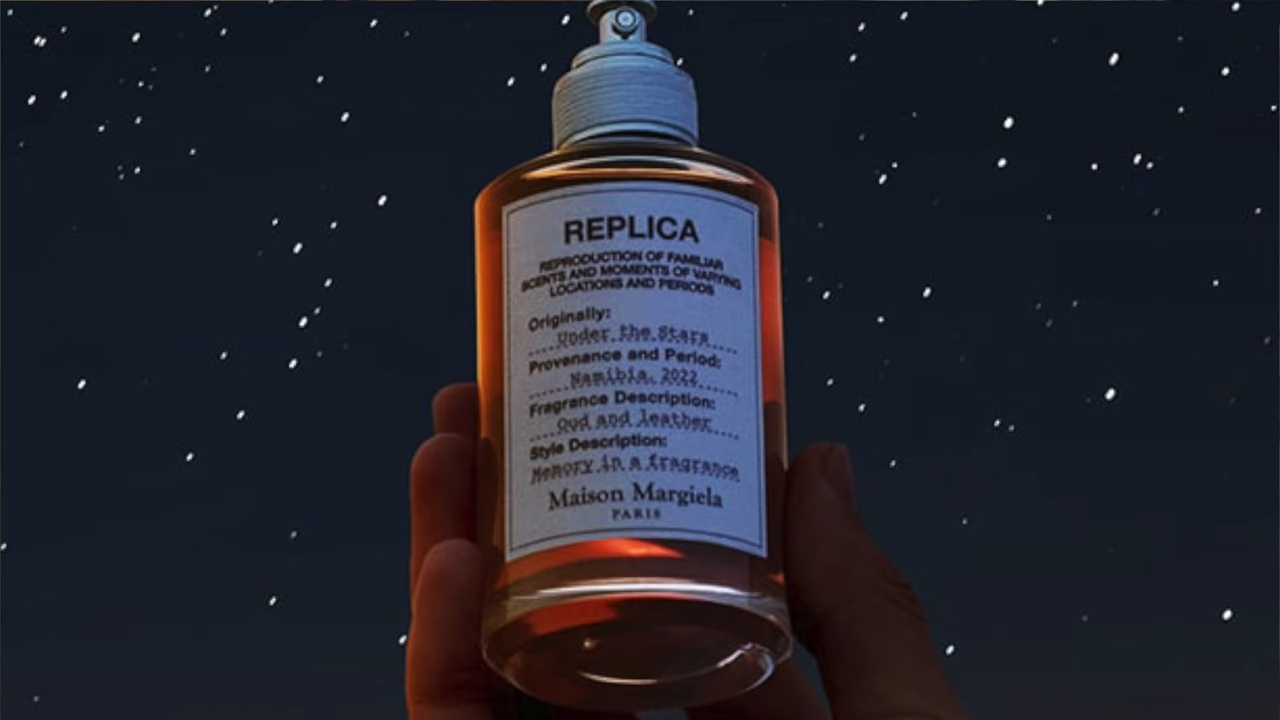 REPLICA
REPRODUCTION OF FAMILIAR
SCENTS AND MOMENTS OF VARYING
LOCATIONS AND PERIODS
Originally:
Under the Stars
Provenance and Period:
Namibia, 2022
Fragrance Description:
Oud and leather
Style Description:
Memory in a fragrance
Maison Margiela
PARIS